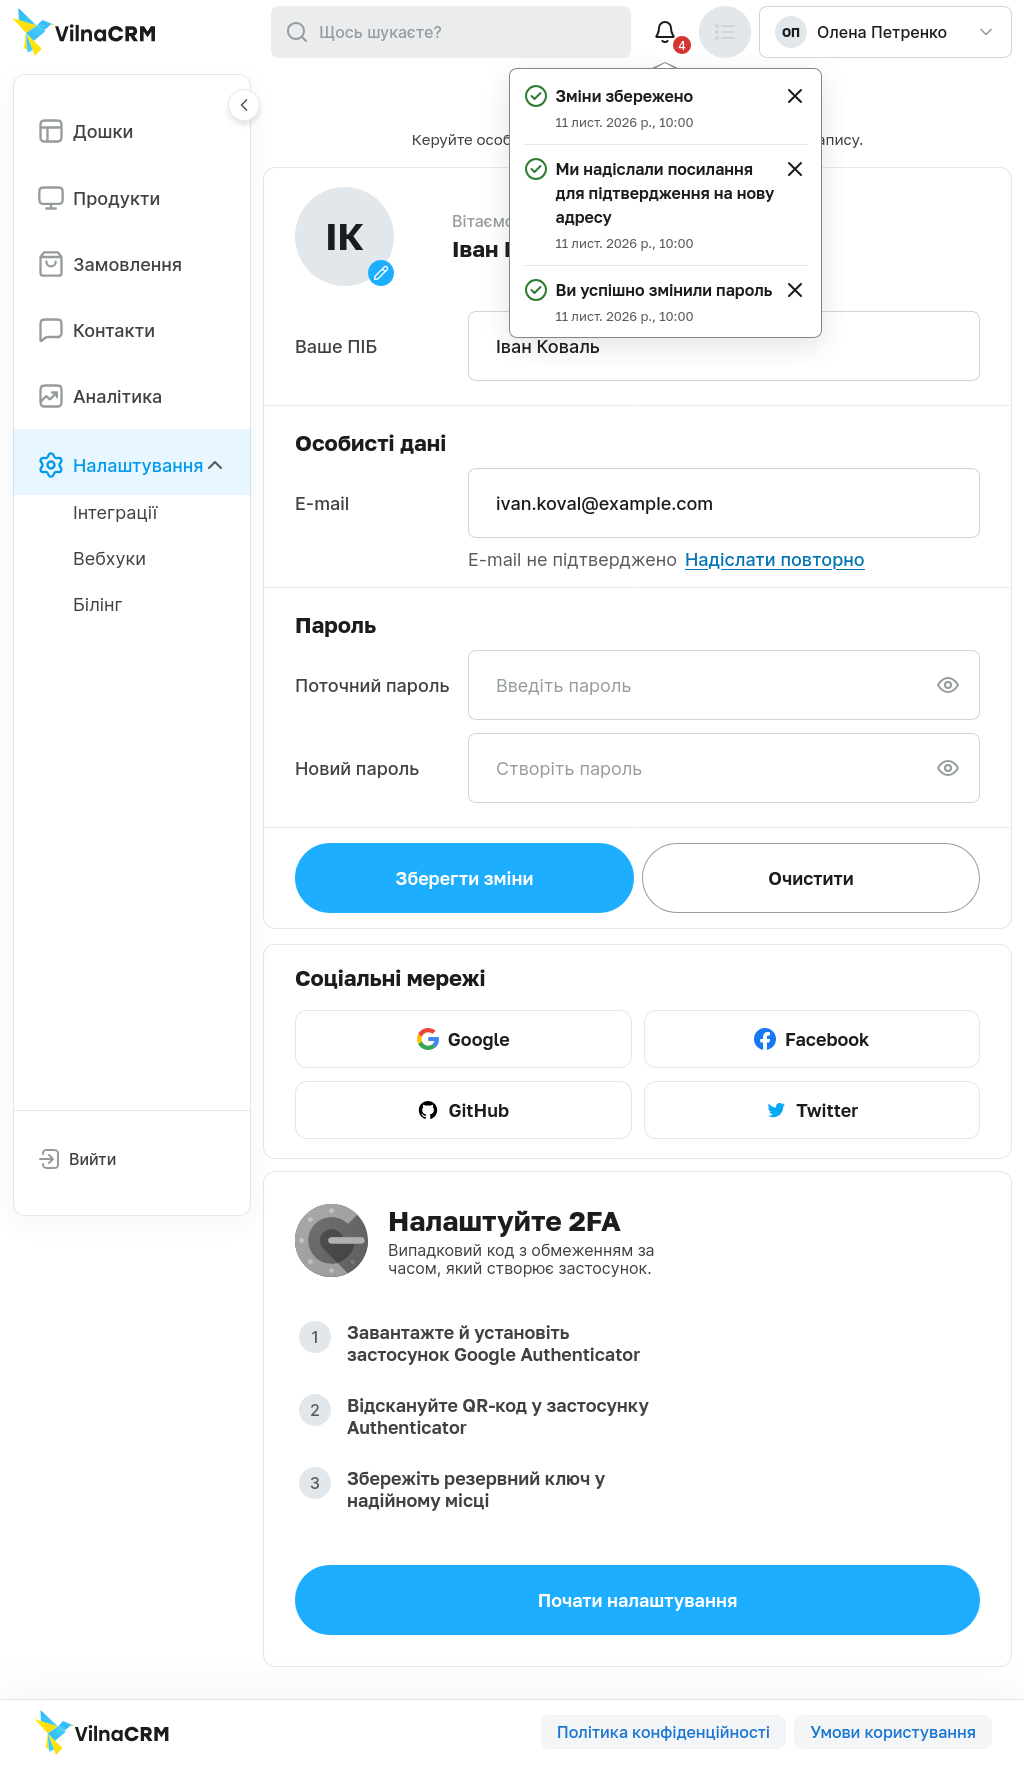 VilnaCRM
Щось шукаєте?
4
ОП
Олена Петренко
Зміни збережено
11 лист. 2026 р., 10:00
Ми надіслали посилання
для підтвердження на нову
адресу
11 лист. 2026 р., 10:00
Ви успішно змінили пароль
11 лист. 2026 р., 10:00
Дошки
Продукти
Замовлення
Контакти
Аналітика
Налаштування
Інтеграції
Вебхуки
Білінг
Вийти
Керуйте
ІК
Іван
Ваше ПІБ
Іван Коваль
Особисті дані
E-mail
ivan.koval@example.com
E-mail не підтверджено Надіслати повторно
Пароль
Поточний пароль
Введіть пароль
Новий пароль
Створіть пароль
Зберегти зміни
Очистити
Соціальні мережі
Google
Facebook
GitHub
Twitter
Налаштуйте 2FA
Випадковий код з обмеженням за
часом, який створює застосунок.
1
Завантажте й установіть
застосунок Google Authenticator
2
Відскануйте QR-код у застосунку
Authenticator
3
Збережіть резервний ключ у
надійному місці
Почати налаштування
VilnaCRM
Політика конфіденційності
Умови користування